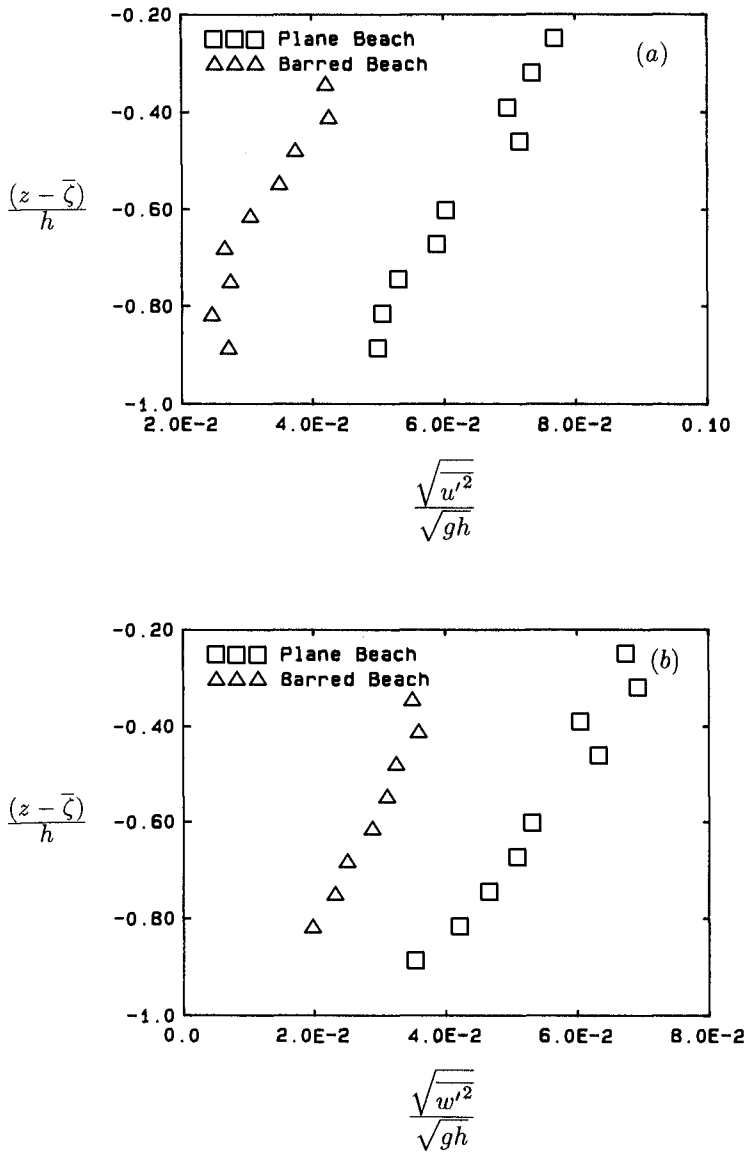 -0.20
□□□ Plane Beach
(a)
△△△ Barred Beach
-0.40
(z − ζ̅)
h
-0.60
-0.80
-1.0
2.0E-2 4.0E-2 6.0E-2 8.0E-2 0.10
√u′²
√gh
-0.20
□□□ Plane Beach
(b)
△△△ Barred Beach
-0.40
(z − ζ̅)
h
-0.60
-0.80
-1.0
0.0 2.0E-2 4.0E-2 6.0E-2 8.0E-2
√w′²
√gh